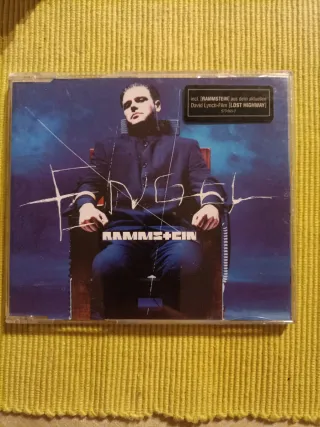 incl. [RAMMSTEIN] aus dem aktuellen
David Lynch-Film [LOST HIGHWAY]
ENGEL
RAMMSTEIN